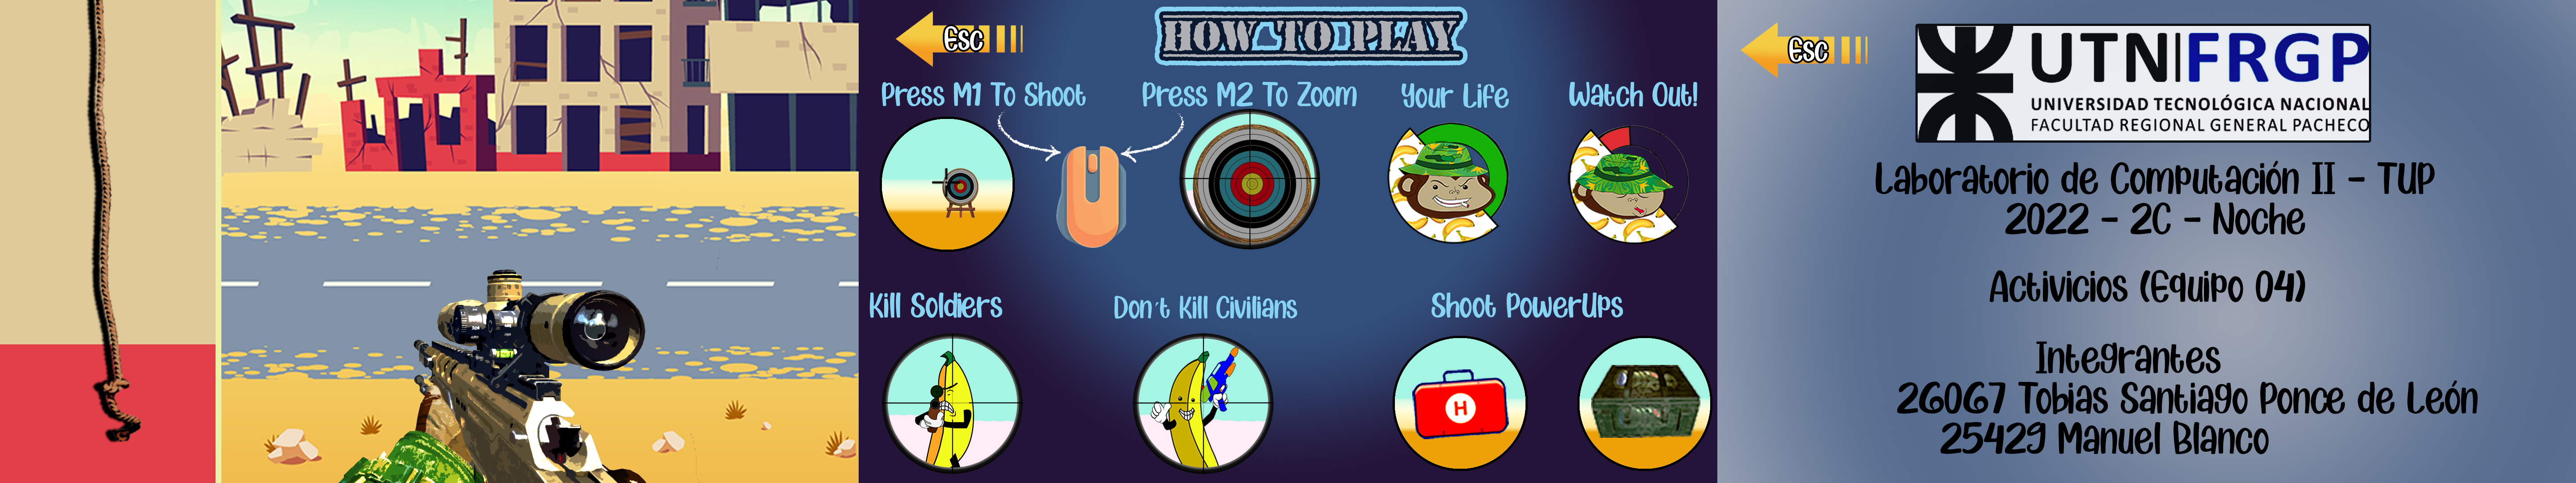 Esc
HOW TO PLAY
Press M1 To Shoot
Press M2 To Zoom
Your Life
Watch Out!
Kill Soldiers
Don't Kill Civilians
Shoot PowerUps
H
Esc
UTN|FRGP
UNIVERSIDAD TECNOLÓGICA NACIONAL
FACULTAD REGIONAL GENERAL PACHECO
Laboratorio de Computación II - TUP
2022 - 2C - Noche
Activicios (Equipo 04)
Integrantes
26067 Tobias Santiago Ponce de León
25429 Manuel Blanco